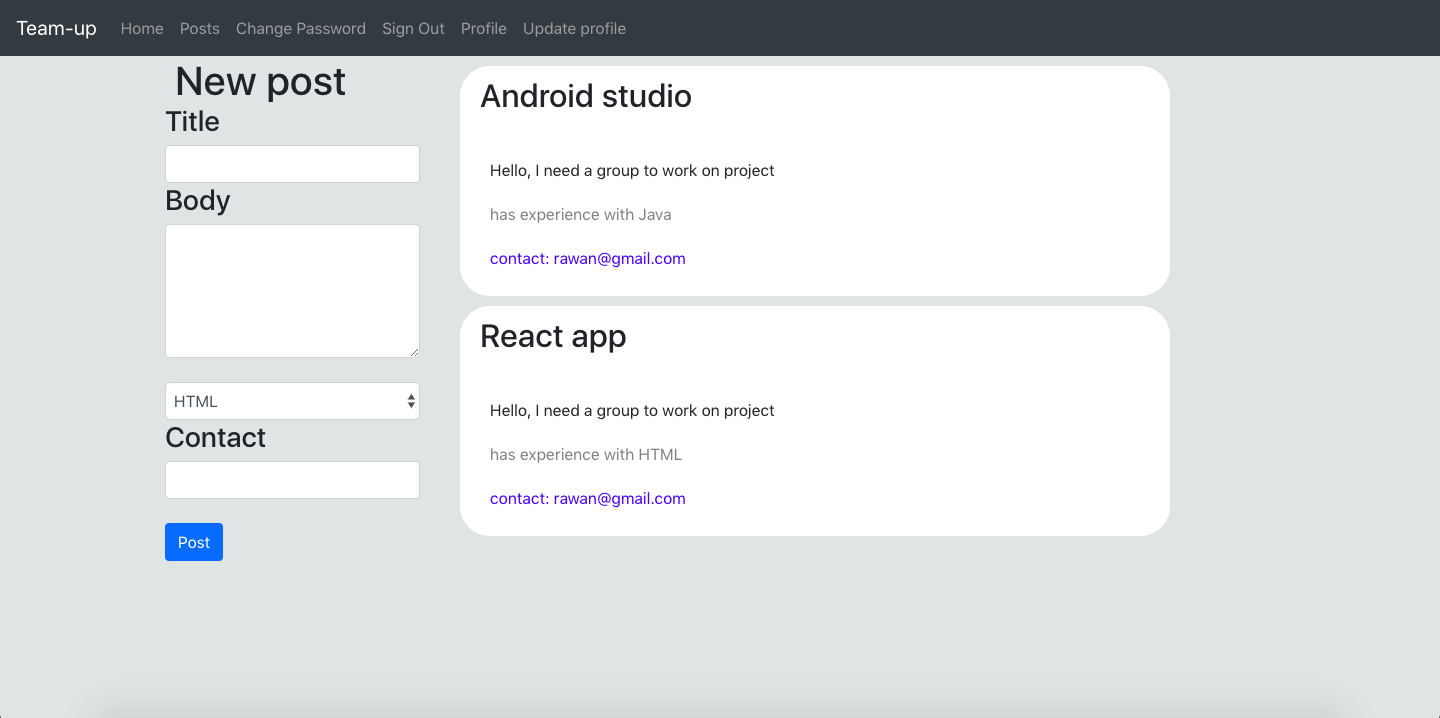 Team-up Home Posts Change Password Sign Out Profile Update profile
New post
Title
Body
HTML
Contact
Post
Android studio
Hello, I need a group to work on project
has experience with Java
contact: rawan@gmail.com
React app
Hello, I need a group to work on project
has experience with HTML
contact: rawan@gmail.com